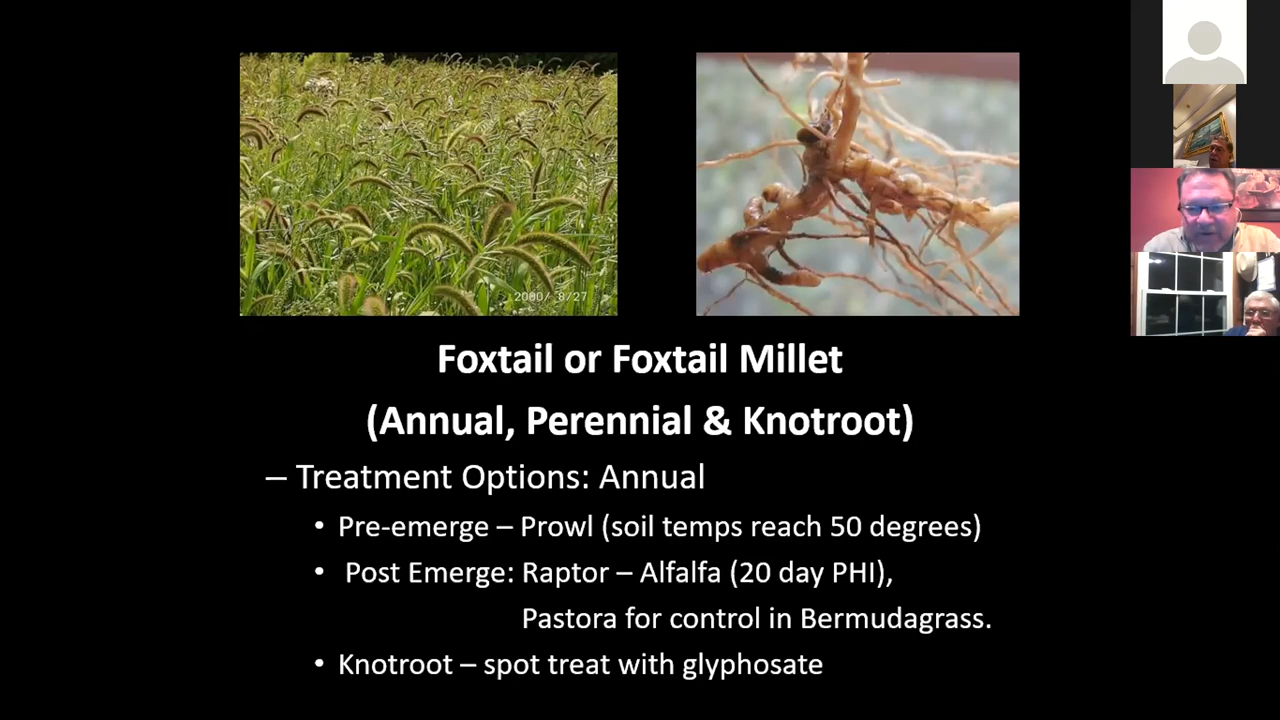 2000/ 8/27
Foxtail or Foxtail Millet
(Annual, Perennial & Knotroot)
– Treatment Options: Annual
• Pre-emerge – Prowl (soil temps reach 50 degrees)
• Post Emerge: Raptor – Alfalfa (20 day PHI),
Pastora for control in Bermudagrass.
• Knotroot – spot treat with glyphosate